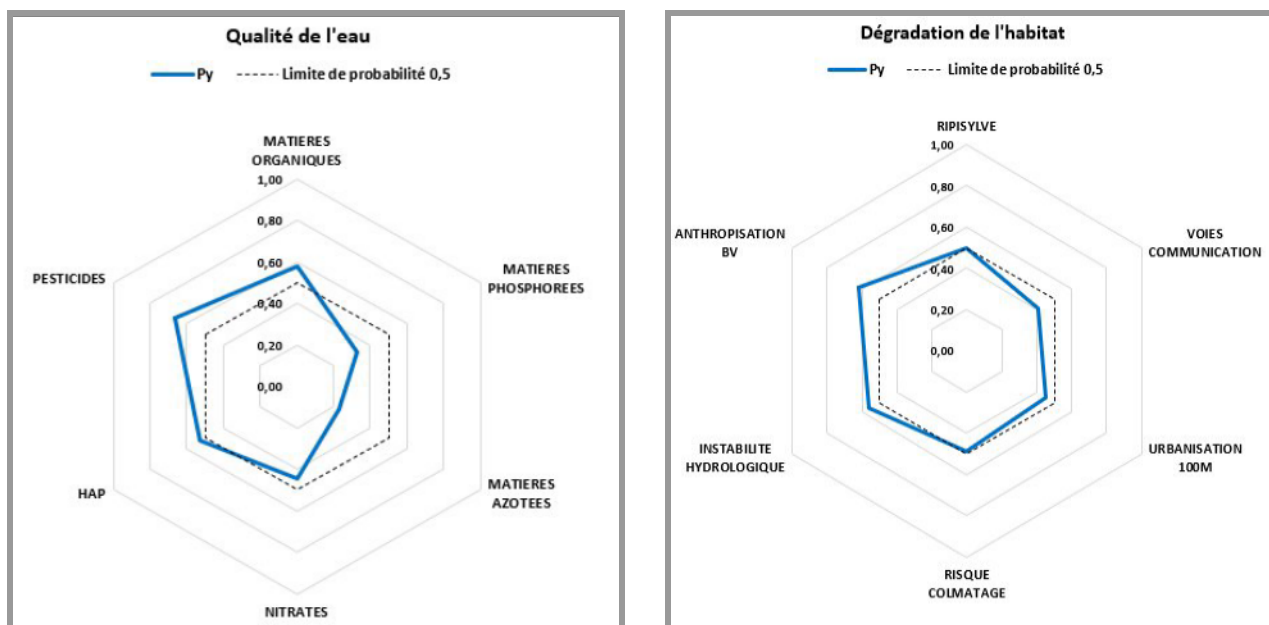 Qualité de l'eau
Py
Limite de probabilité 0,5
MATIERES
ORGANIQUES
1,00
0,80
0,60
0,40
0,20
0,00
MATIERES
PHOSPHOREES
MATIERES
AZOTEES
NITRATES
HAP
PESTICIDES
Dégradation de l'habitat
Py
Limite de probabilité 0,5
RIPISYLVE
1,00
0,80
0,60
0,40
0,20
0,00
VOIES
COMMUNICATION
URBANISATION
100M
RISQUE
COLMATAGE
INSTABILITE
HYDROLOGIQUE
ANTHROPISATION
BV